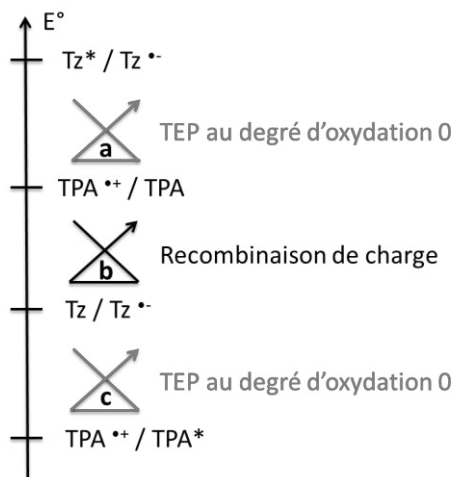 E°
Tz* / Tz •-
TEP au degré d'oxydation 0
a
TPA •+ / TPA
Recombinaison de charge
b
Tz / Tz •-
TEP au degré d'oxydation 0
c
TPA •+ / TPA*